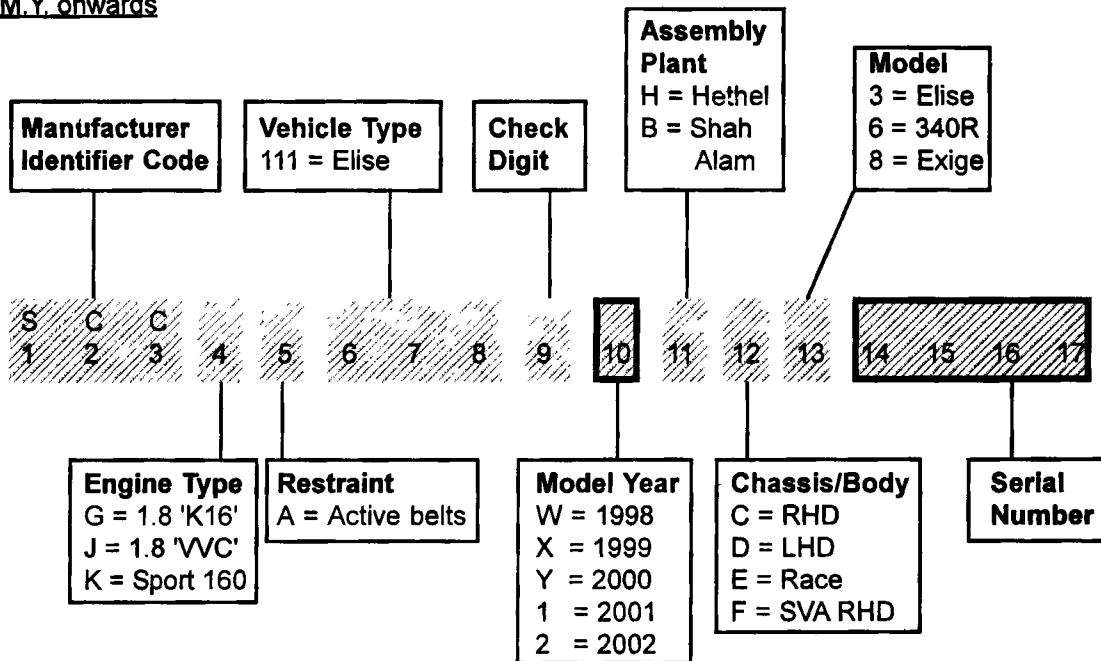 M.Y. onwards
Assembly
Plant
H = Hethel
B = Shah
Alam
Model
3 = Elise
6 = 340R
8 = Exige
Manufacturer
Identifier Code
Vehicle Type
111 = Elise
Check
Digit
S C C
1 2 3 4 5 6 7 8 9 10 11 12 13 14 15 16 17
Engine Type
G = 1.8 'K16'
J = 1.8 'VVC'
K = Sport 160
Restraint
A = Active belts
Model Year
W = 1998
X = 1999
Y = 2000
1 = 2001
2 = 2002
Chassis/Body
C = RHD
D = LHD
E = Race
F = SVA RHD
Serial
Number